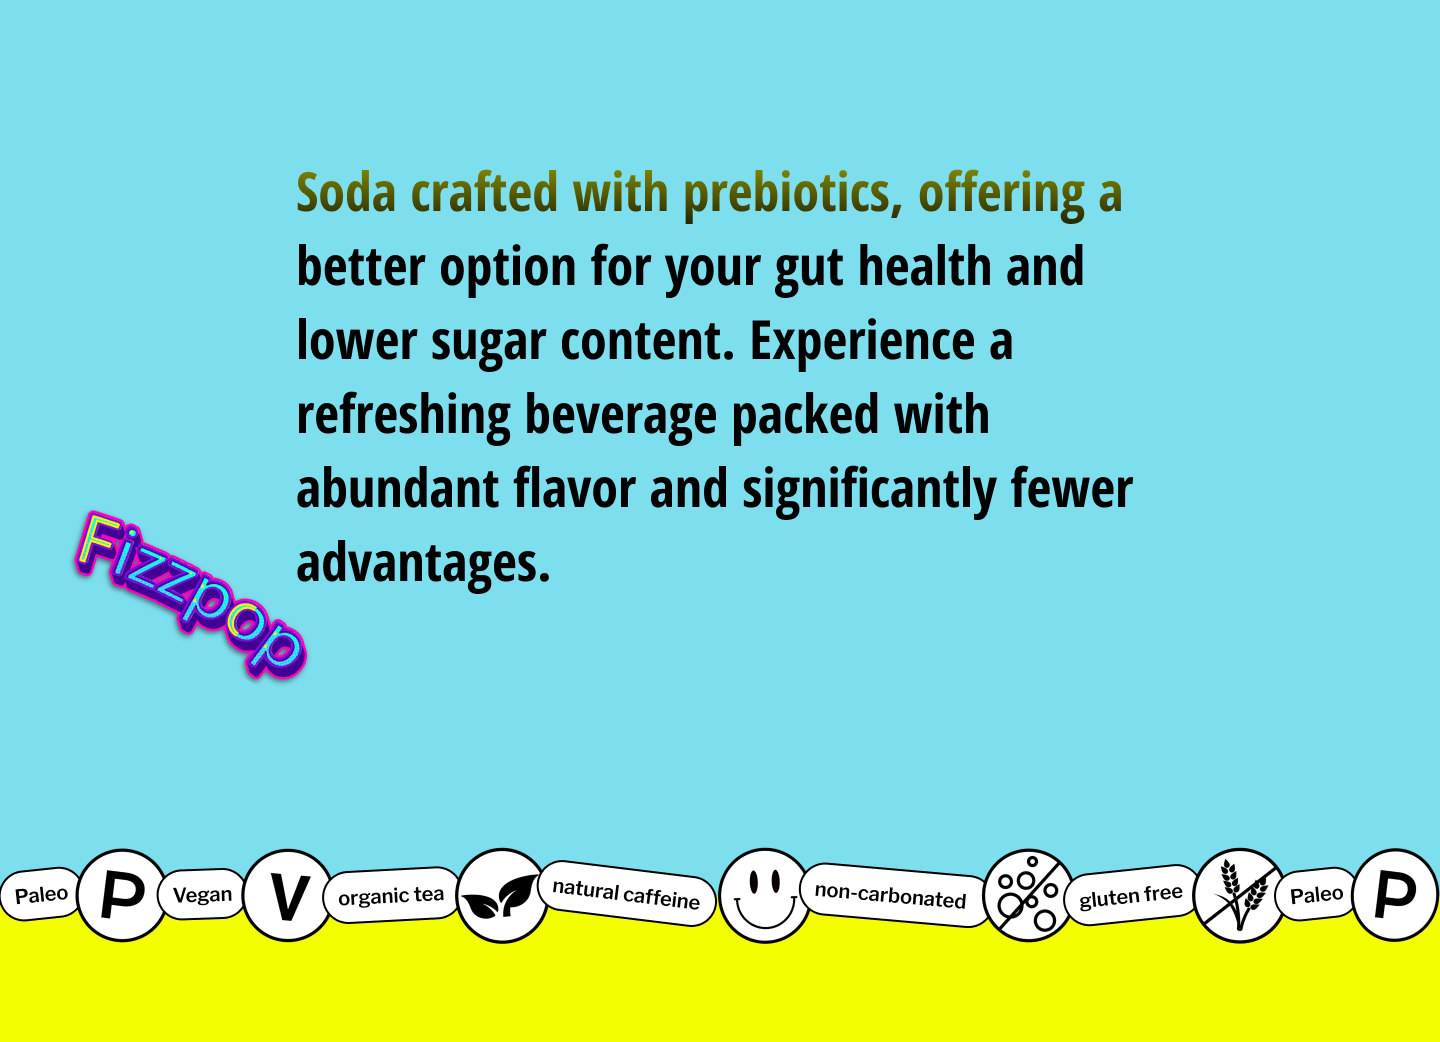 Soda crafted with prebiotics, offering a
better option for your gut health and
lower sugar content. Experience a
refreshing beverage packed with
abundant flavor and significantly fewer
advantages.
Fizzpop
Paleo P Vegan V organic tea natural caffeine non-carbonated gluten free Paleo P